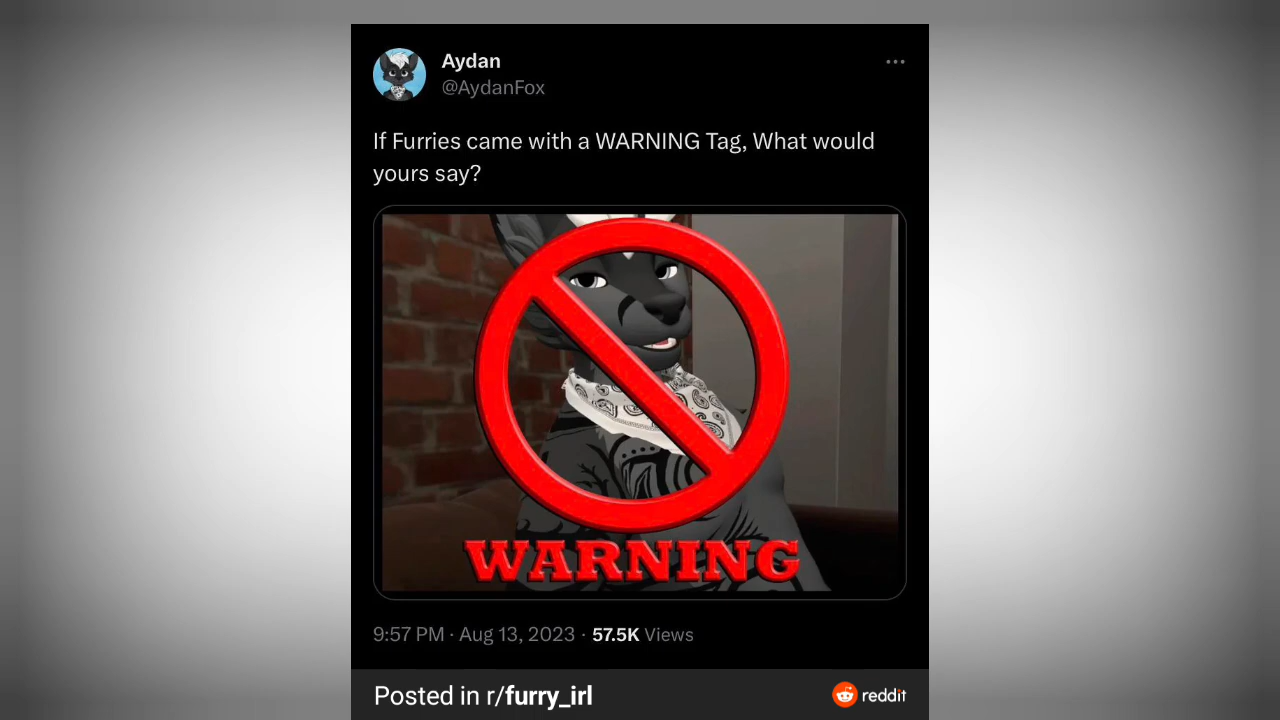 Aydan
@AydanFox
If Furries came with a WARNING Tag, What would
yours say?
WARNING
9:57 PM · Aug 13, 2023 · 57.5K Views
Posted in r/furry_irl
reddit